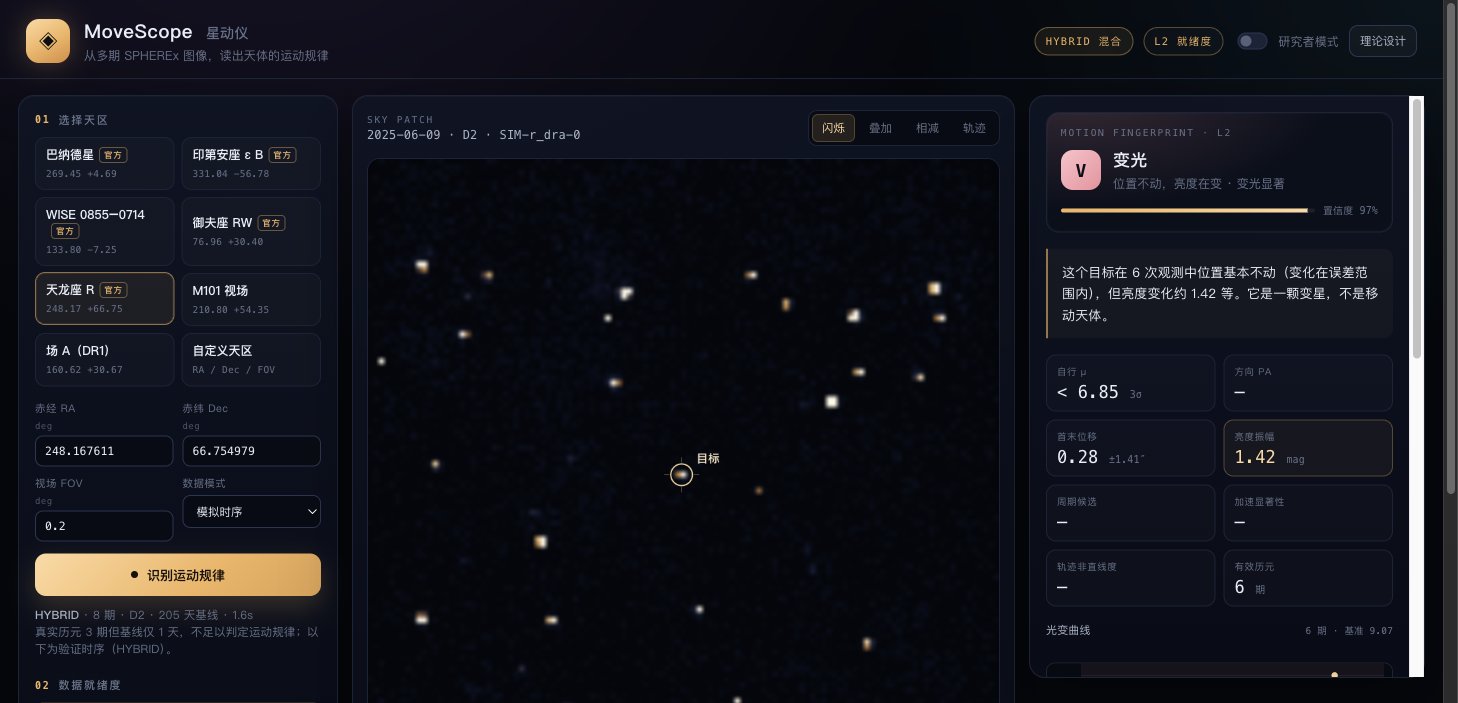 MoveScope 星动仪
从多期 SPHEREx 图像，读出天体的运动规律
HYBRID 混合
L2 就绪度
研究者模式
理论设计
01 选择天区
巴纳德星 官方
269.45 +4.69
印第安座 ε B 官方
331.04 −56.78
WISE 0855−0714
官方
133.80 −7.25
御夫座 RW 官方
76.96 +30.40
天龙座 R 官方
248.17 +66.75
M101 视场
210.80 +54.35
场 A（DR1）
160.62 +30.67
自定义天区
RA / Dec / FOV
赤经 RA
deg
248.167611
赤纬 Dec
deg
66.754979
视场 FOV
deg
0.2
数据模式
模拟时序
识别运动规律
HYBRID · 8 期 · D2 · 205 天基线 · 1.6s
真实历元 3 期但基线仅 1 天，不足以判定运动规律；以
下为验证时序（HYBRID）。
02 数据就绪度
SKY PATCH
2025-06-09 · D2 · SIM-r_dra-0
闪烁
叠加
相减
轨迹
目标
MOTION FINGERPRINT · L2
V
变光
位置不动，亮度在变 · 变光显著
置信度 97%
这个目标在 6 次观测中位置基本不动（变化在误差范
围内），但亮度变化约 1.42 等。它是一颗变星，不是移
动天体。
自行 μ
< 6.85 3σ
方向 PA
—
首末位移
0.28 ±1.41″
亮度振幅
1.42 mag
周期候选
—
加速显著性
—
轨迹非直线度
—
有效历元
6 期
光变曲线
6 期 · 基准 9.07